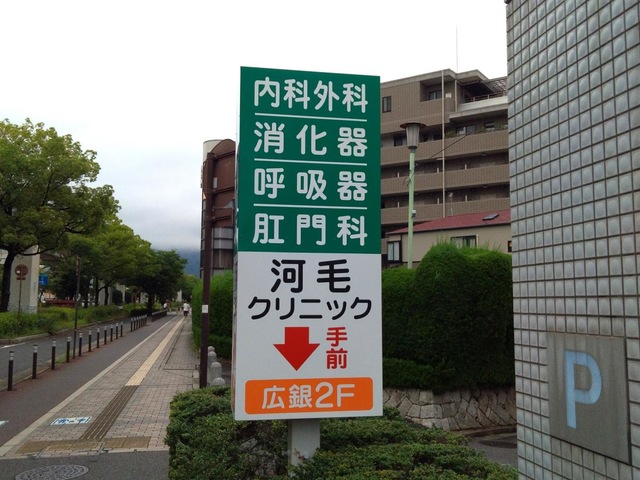 内科外科
消化器
呼吸器
肛門科
河毛
クリニック
手前
広銀2F
P